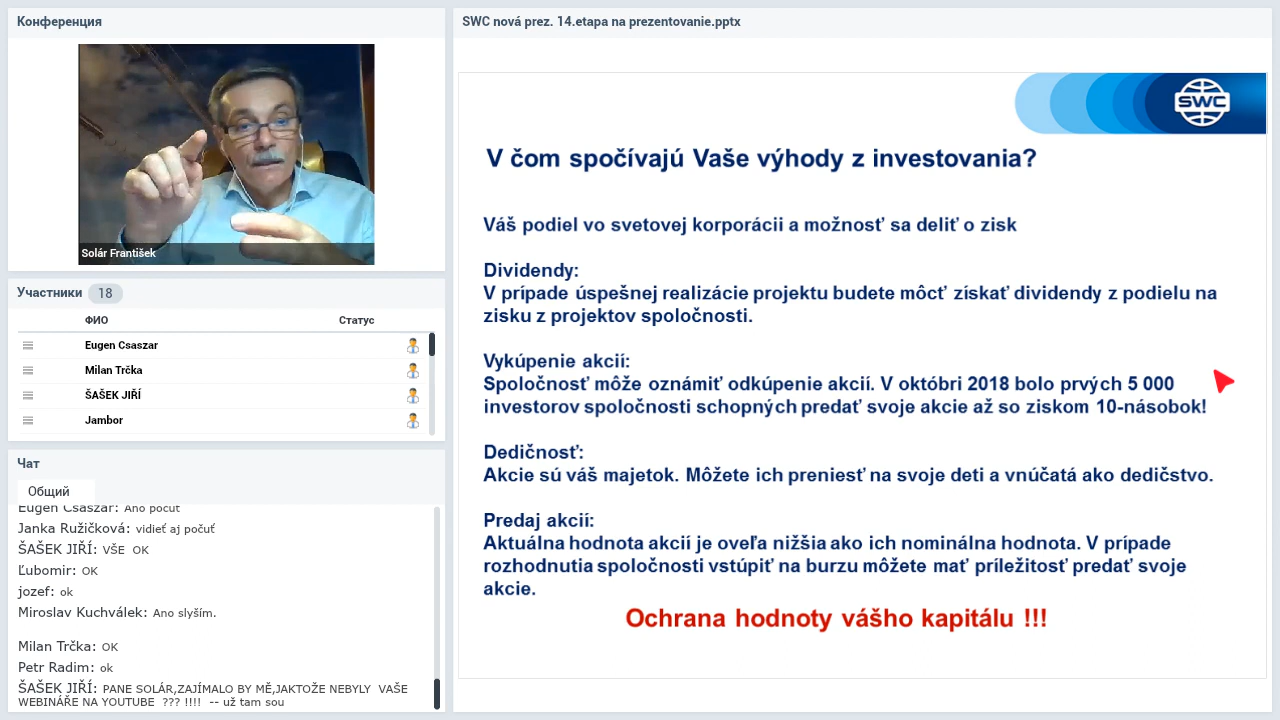 Конференция
Solár František
Участники 18
ФИО Статус
Eugen Csaszar
Milan Trčka
ŠAŠEK JIŘÍ
Jambor
Чат
Общий
Eugen Csaszar: Ano počuť
Janka Ružičková: vidieť aj počuť
ŠAŠEK JIŘÍ: VŠE OK
Ľubomir: OK
jozef: ok
Miroslav Kuchválek: Ano slyším.
Milan Trčka: OK
Petr Radim: ok
ŠAŠEK JIŘÍ: PANE SOLÁR,ZAJÍMALO BY MĚ,JAKTOŽE NEBYLY VAŠE
WEBINÁŘE NA YOUTUBE ??? !!!! -- už tam sou
SWC nová prez. 14.etapa na prezentovanie.pptx
SWC
V čom spočívajú Vaše výhody z investovania?
Váš podiel vo svetovej korporácii a možnosť sa deliť o zisk
Dividendy:
V prípade úspešnej realizácie projektu budete môcť získať dividendy z podielu na
zisku z projektov spoločnosti.
Vykúpenie akcií:
Spoločnosť môže oznámiť odkúpenie akcií. V októbri 2018 bolo prvých 5 000
investorov spoločnosti schopných predať svoje akcie až so ziskom 10-násobok!
Dedičnosť:
Akcie sú váš majetok. Môžete ich preniesť na svoje deti a vnúčatá ako dedičstvo.
Predaj akcií:
Aktuálna hodnota akcií je oveľa nižšia ako ich nominálna hodnota. V prípade
rozhodnutia spoločnosti vstúpiť na burzu môžete mať príležitosť predať svoje
akcie.
Ochrana hodnoty vášho kapitálu !!!